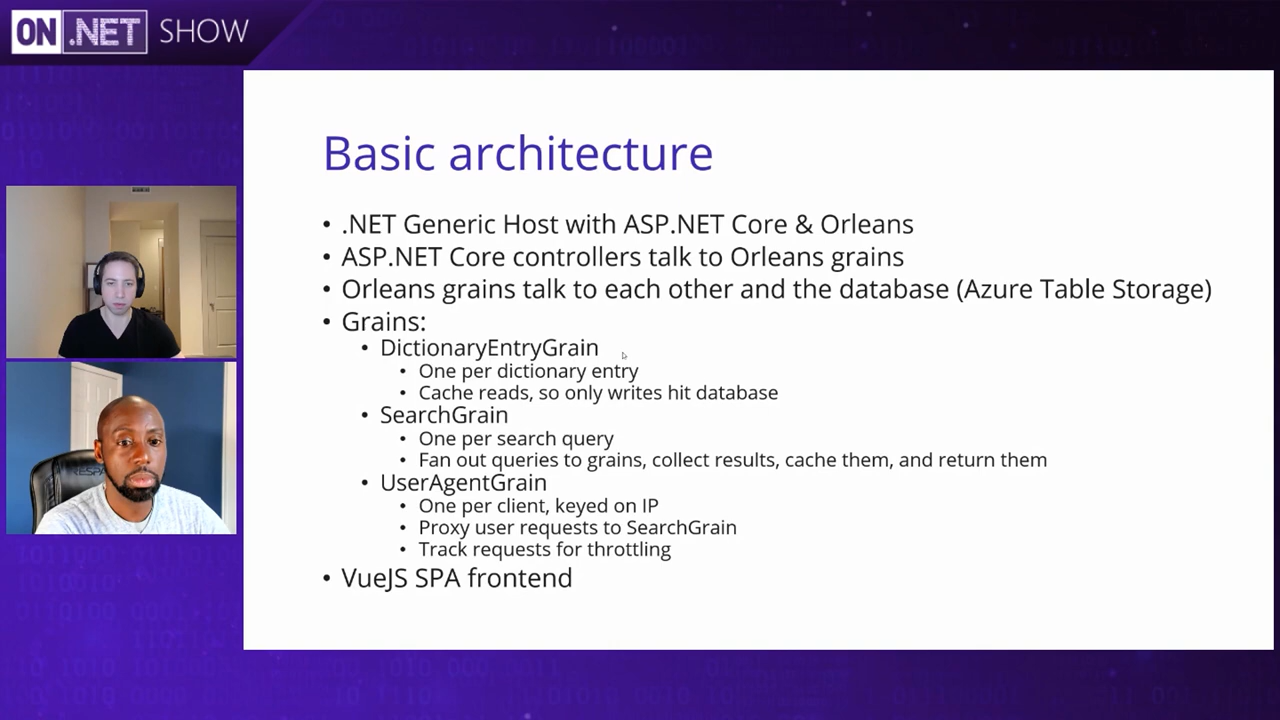 ON .NET SHOW
Basic architecture
• .NET Generic Host with ASP.NET Core & Orleans
• ASP.NET Core controllers talk to Orleans grains
• Orleans grains talk to each other and the database (Azure Table Storage)
• Grains:
• DictionaryEntryGrain
• One per dictionary entry
• Cache reads, so only writes hit database
• SearchGrain
• One per search query
• Fan out queries to grains, collect results, cache them, and return them
• UserAgentGrain
• One per client, keyed on IP
• Proxy user requests to SearchGrain
• Track requests for throttling
• VueJS SPA frontend